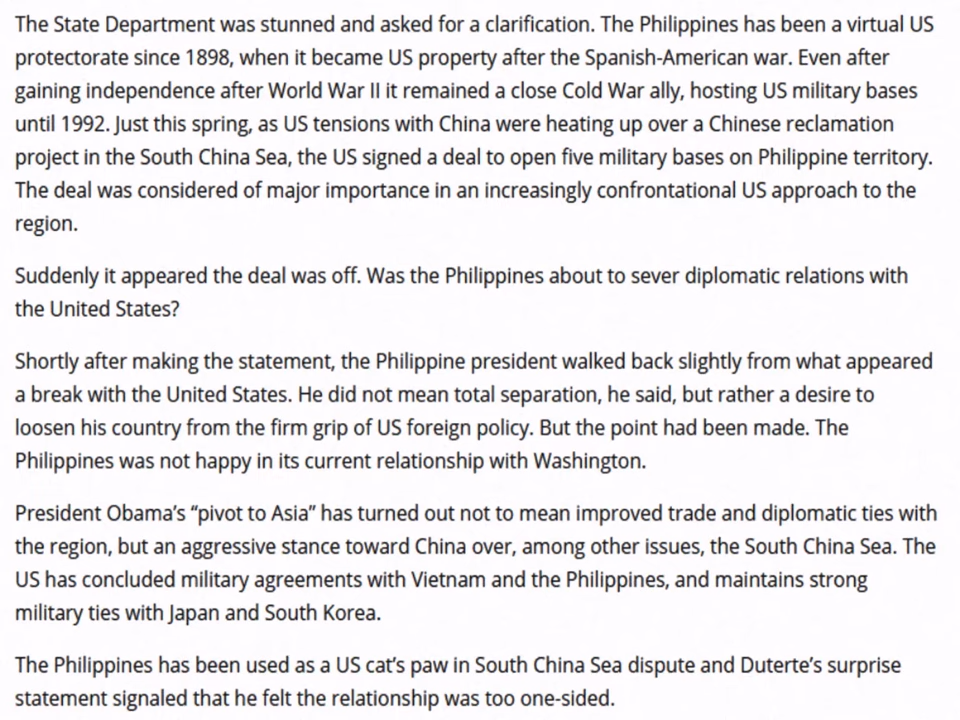 The State Department was stunned and asked for a clarification. The Philippines has been a virtual US
protectorate since 1898, when it became US property after the Spanish-American war. Even after
gaining independence after World War II it remained a close Cold War ally, hosting US military bases
until 1992. Just this spring, as US tensions with China were heating up over a Chinese reclamation
project in the South China Sea, the US signed a deal to open five military bases on Philippine territory.
The deal was considered of major importance in an increasingly confrontational US approach to the
region.
Suddenly it appeared the deal was off. Was the Philippines about to sever diplomatic relations with
the United States?
Shortly after making the statement, the Philippine president walked back slightly from what appeared
a break with the United States. He did not mean total separation, he said, but rather a desire to
loosen his country from the firm grip of US foreign policy. But the point had been made. The
Philippines was not happy in its current relationship with Washington.
President Obama’s “pivot to Asia” has turned out not to mean improved trade and diplomatic ties with
the region, but an aggressive stance toward China over, among other issues, the South China Sea. The
US has concluded military agreements with Vietnam and the Philippines, and maintains strong
military ties with Japan and South Korea.
The Philippines has been used as a US cat’s paw in South China Sea dispute and Duterte’s surprise
statement signaled that he felt the relationship was too one-sided.